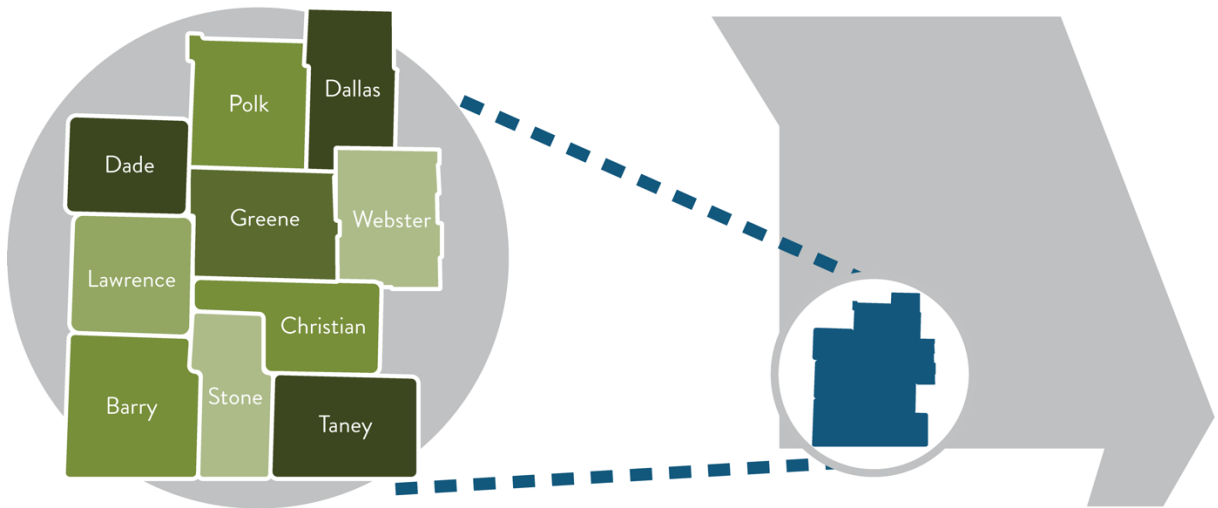 Dallas
Polk
Dade
Greene
Webster
Lawrence
Christian
Stone
Barry
Taney